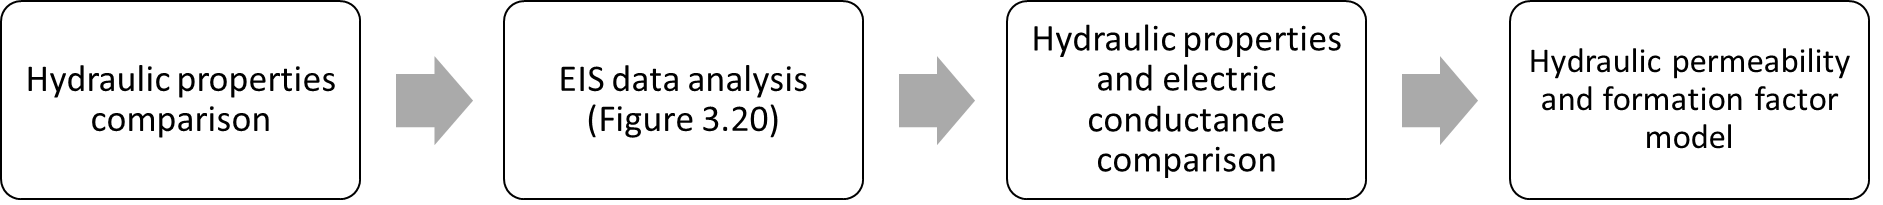 Hydraulic properties
comparison
EIS data analysis
(Figure 3.20)
Hydraulic properties
and electric
conductance
comparison
Hydraulic permeability
and formation factor
model